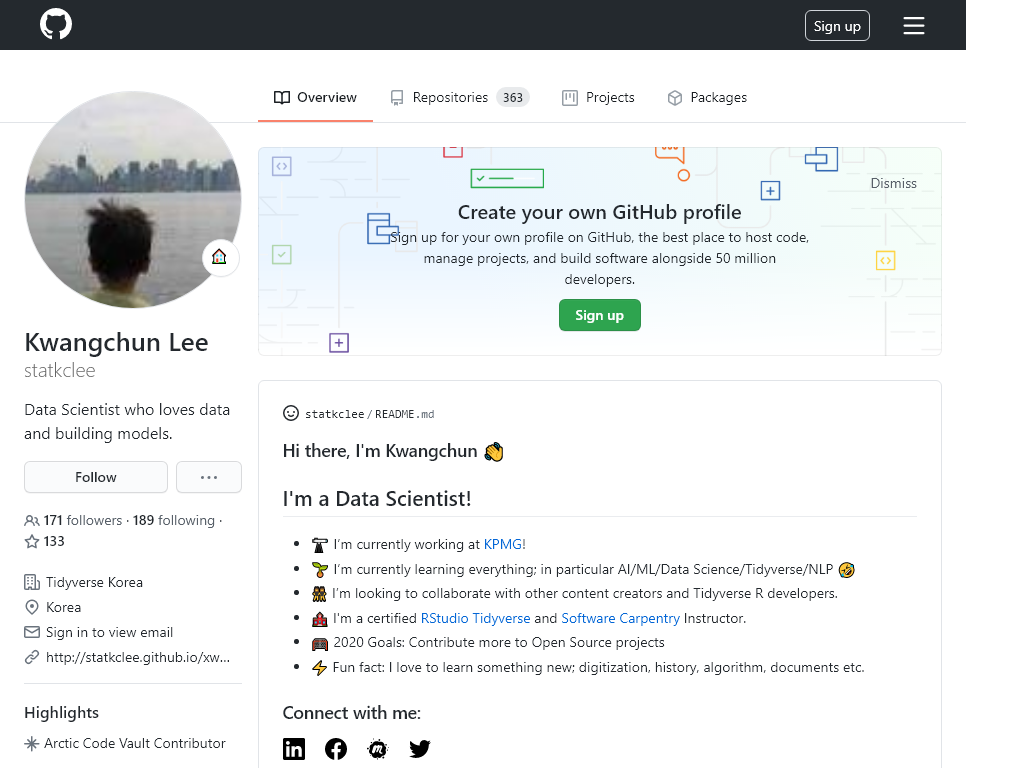 Sign up
Overview
Repositories 363
Projects
Packages
Dismiss
Create your own GitHub profile
Sign up for your own profile on GitHub, the best place to host code,
manage projects, and build software alongside 50 million
developers.
Sign up
Kwangchun Lee
statkclee
Data Scientist who loves data
and building models.
Follow
171 followers · 189 following ·
133
Tidyverse Korea
Korea
Sign in to view email
http://statkclee.github.io/xw...
Highlights
Arctic Code Vault Contributor
statkclee/README.md
Hi there, I'm Kwangchun 👏
I'm a Data Scientist!
I'm currently working at KPMG!
I'm currently learning everything; in particular AI/ML/Data Science/Tidyverse/NLP 🤣
I'm looking to collaborate with other content creators and Tidyverse R developers.
I'm a certified RStudio Tidyverse and Software Carpentry Instructor.
2020 Goals: Contribute more to Open Source projects
⚡ Fun fact: I love to learn something new; digitization, history, algorithm, documents etc.
Connect with me: